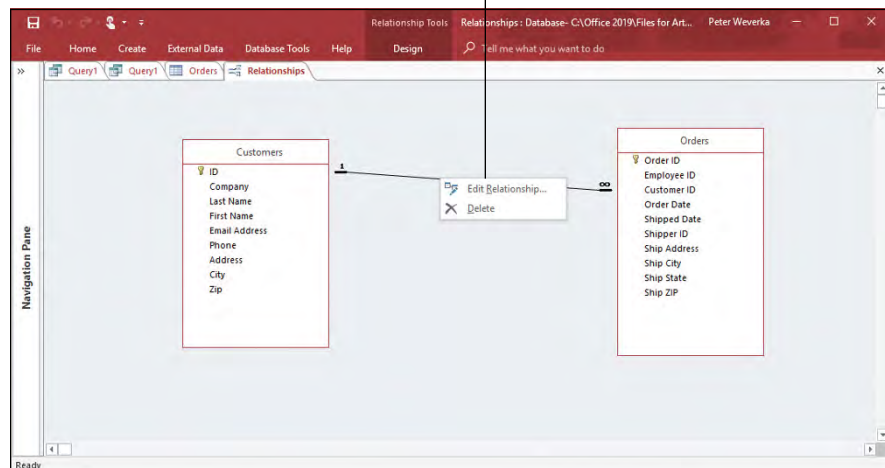 Relationship Tools Relationships : Database- C:\Office 2019\Files for Art... Peter Weverka
File Home Create External Data Database Tools Help Design Tell me what you want to do
Query1 Query1 Orders Relationships
Navigation Pane
Customers
ID
Company
Last Name
First Name
Email Address
Phone
Address
City
Zip
1
Edit Relationship...
Delete
∞
Orders
Order ID
Employee ID
Customer ID
Order Date
Shipped Date
Shipper ID
Ship Address
Ship City
Ship State
Ship ZIP
Ready